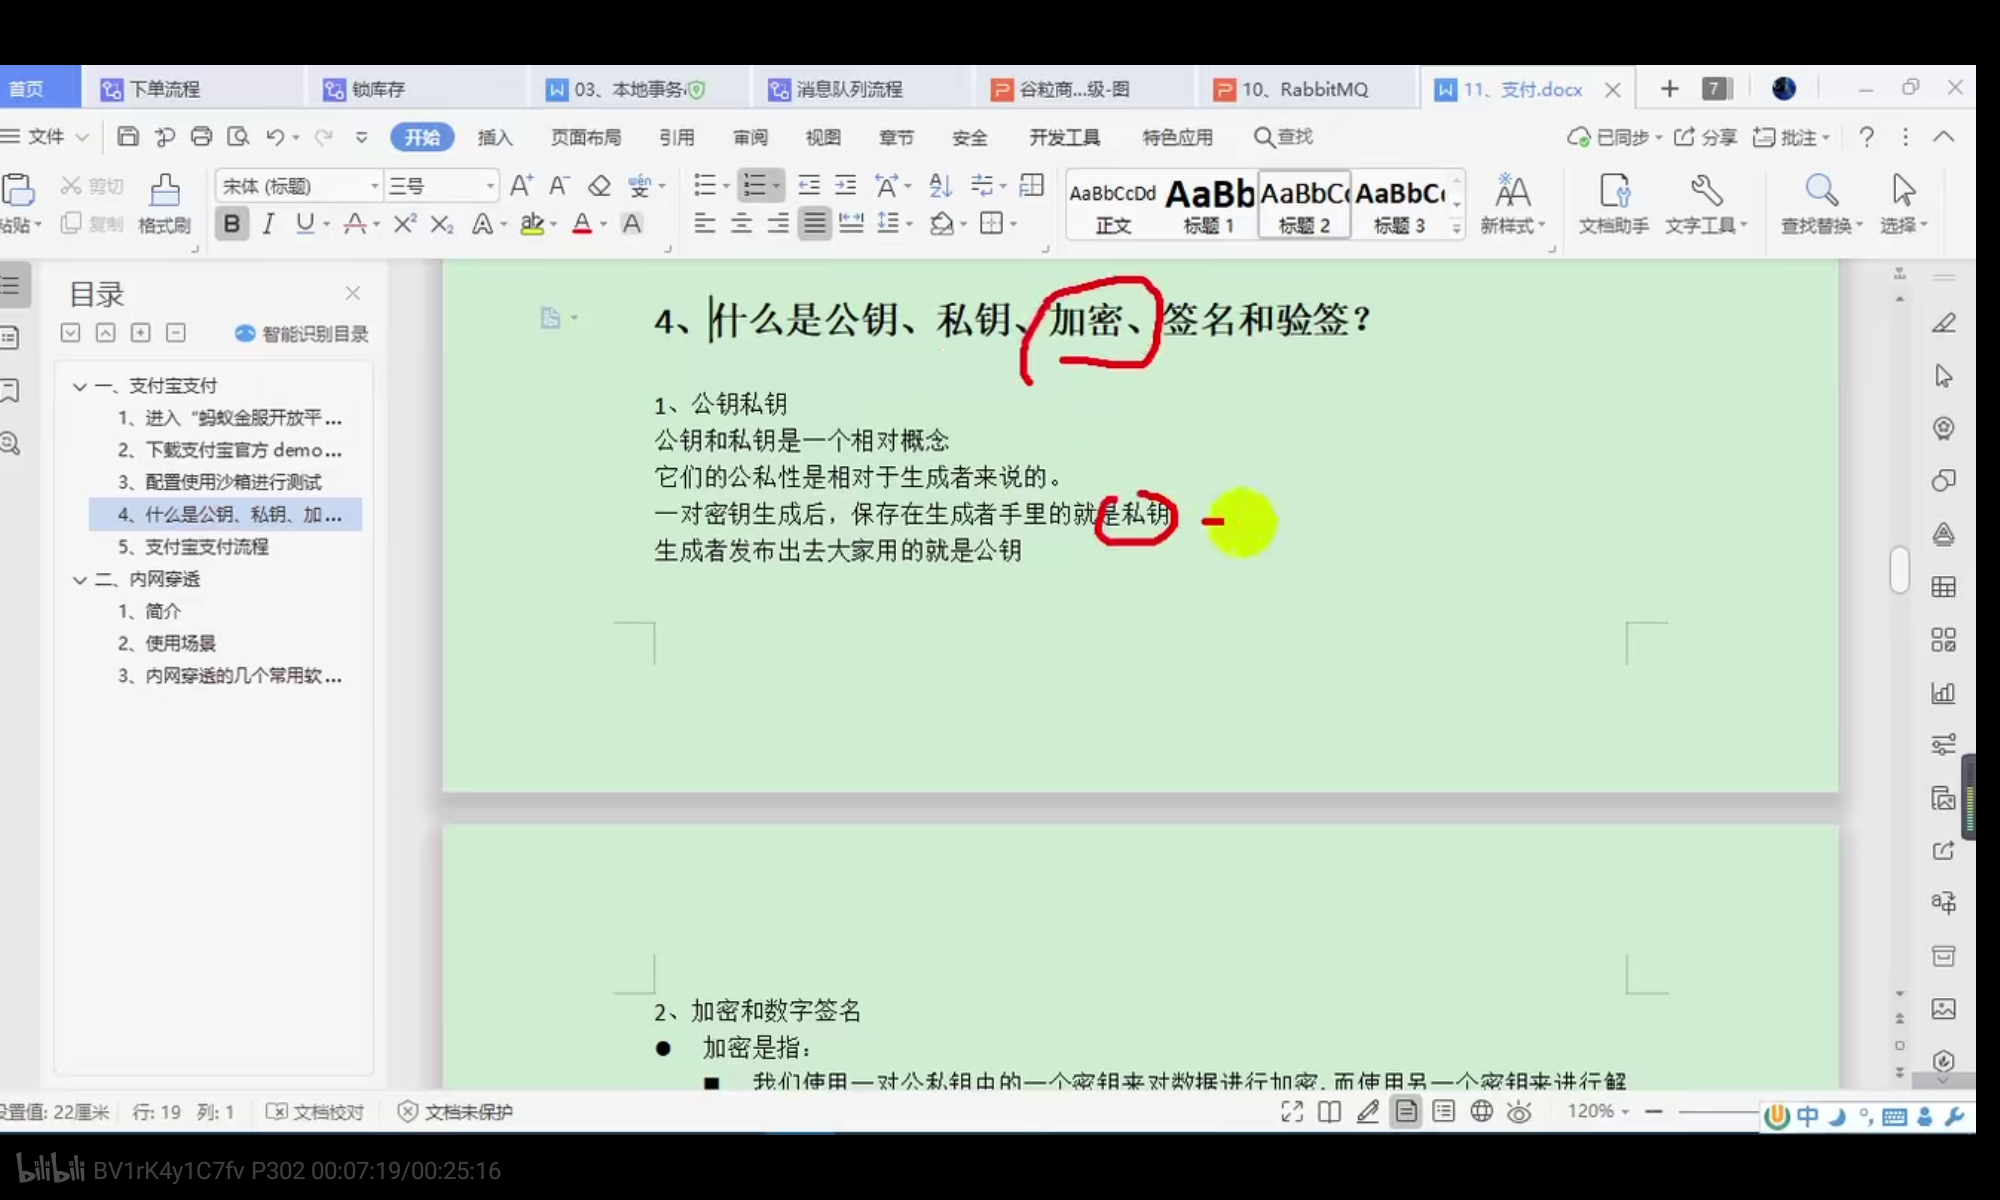 首页 下单流程 锁库存 03、本地事务 消息队列流程 谷粒商...级-图 10、RabbitMQ 11、支付.docx 7
文件 开始 插入 页面布局 引用 审阅 视图 章节 安全 开发工具 特色应用 查找 已同步 分享 批注
粘贴 剪切 复制 格式刷 宋体 (标题) 三号 wén 文
AaBbCcDd AaBb AaBbC AaBbC
正文 标题 1 标题 2 标题 3 新样式 文档助手 文字工具 查找替换 选择
目录
智能识别目录
一、支付宝支付
1、进入“蚂蚁金服开放平...
2、下载支付宝官方 demo...
3、配置使用沙箱进行测试
4、什么是公钥、私钥、加...
5、支付宝支付流程
二、内网穿透
1、简介
2、使用场景
3、内网穿透的几个常用软...
4、什么是公钥、私钥、加密、签名和验签？
1、公钥私钥
公钥和私钥是一个相对概念
它们的公私性是相对于生成者来说的。
一对密钥生成后，保存在生成者手里的就是私钥
生成者发布出去大家用的就是公钥
2、加密和数字签名
● 加密是指：
■ 我们使用一对公私钥中的一个密钥来对数据进行加密，而使用另一个密钥来进行解
设置值: 22厘米 行: 19 列: 1 文档校对 文档未保护 120% 中
bilibili BV1rK4y1C7fv P302 00:07:19/00:25:16